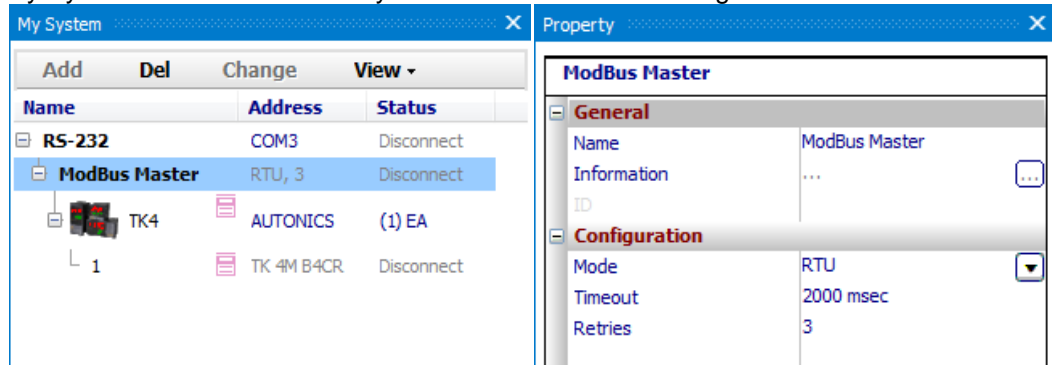 My System
Add Del Change View
Name Address Status
RS-232 COM3 Disconnect
ModBus Master RTU, 3 Disconnect
TK4 AUTONICS (1) EA
1 TK 4M B4CR Disconnect
Property
ModBus Master
General
Name ModBus Master
Information ... ...
ID
Configuration
Mode RTU
Timeout 2000 msec
Retries 3